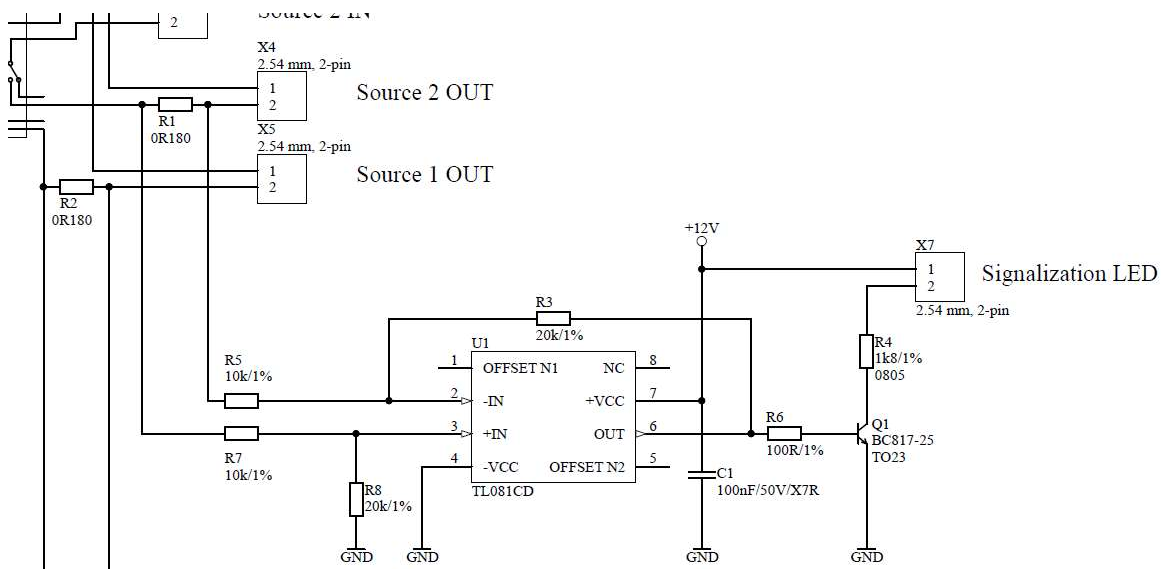 Source 2 IN
2
X4
2.54 mm, 2-pin
1
2
Source 2 OUT
R1
0R180
X5
2.54 mm, 2-pin
1
2
Source 1 OUT
R2
0R180
+12V
X7
1
2
Signalization LED
2.54 mm, 2-pin
R3
20k/1%
U1
R4
1k8/1%
0805
R5
10k/1%
1 OFFSET N1 NC 8
2 -IN +VCC 7
3 +IN OUT 6
4 -VCC OFFSET N2 5
TL081CD
R6
100R/1%
Q1
BC817-25
TO23
R7
10k/1%
R8
20k/1%
C1
100nF/50V/X7R
GND
GND
GND
GND